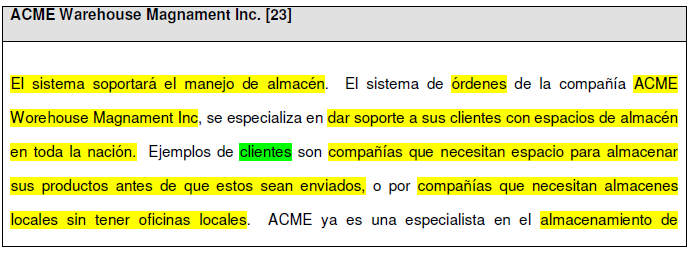 ACME Warehouse Magnament Inc. [23]
El sistema soportará el manejo de almacén. El sistema de órdenes de la compañía ACME
Worehouse Magnament Inc, se especializa en dar soporte a sus clientes con espacios de almacén
en toda la nación. Ejemplos de clientes son compañías que necesitan espacio para almacenar
sus productos antes de que estos sean enviados, o por compañías que necesitan almacenes
locales sin tener oficinas locales. ACME ya es una especialista en el almacenamiento de